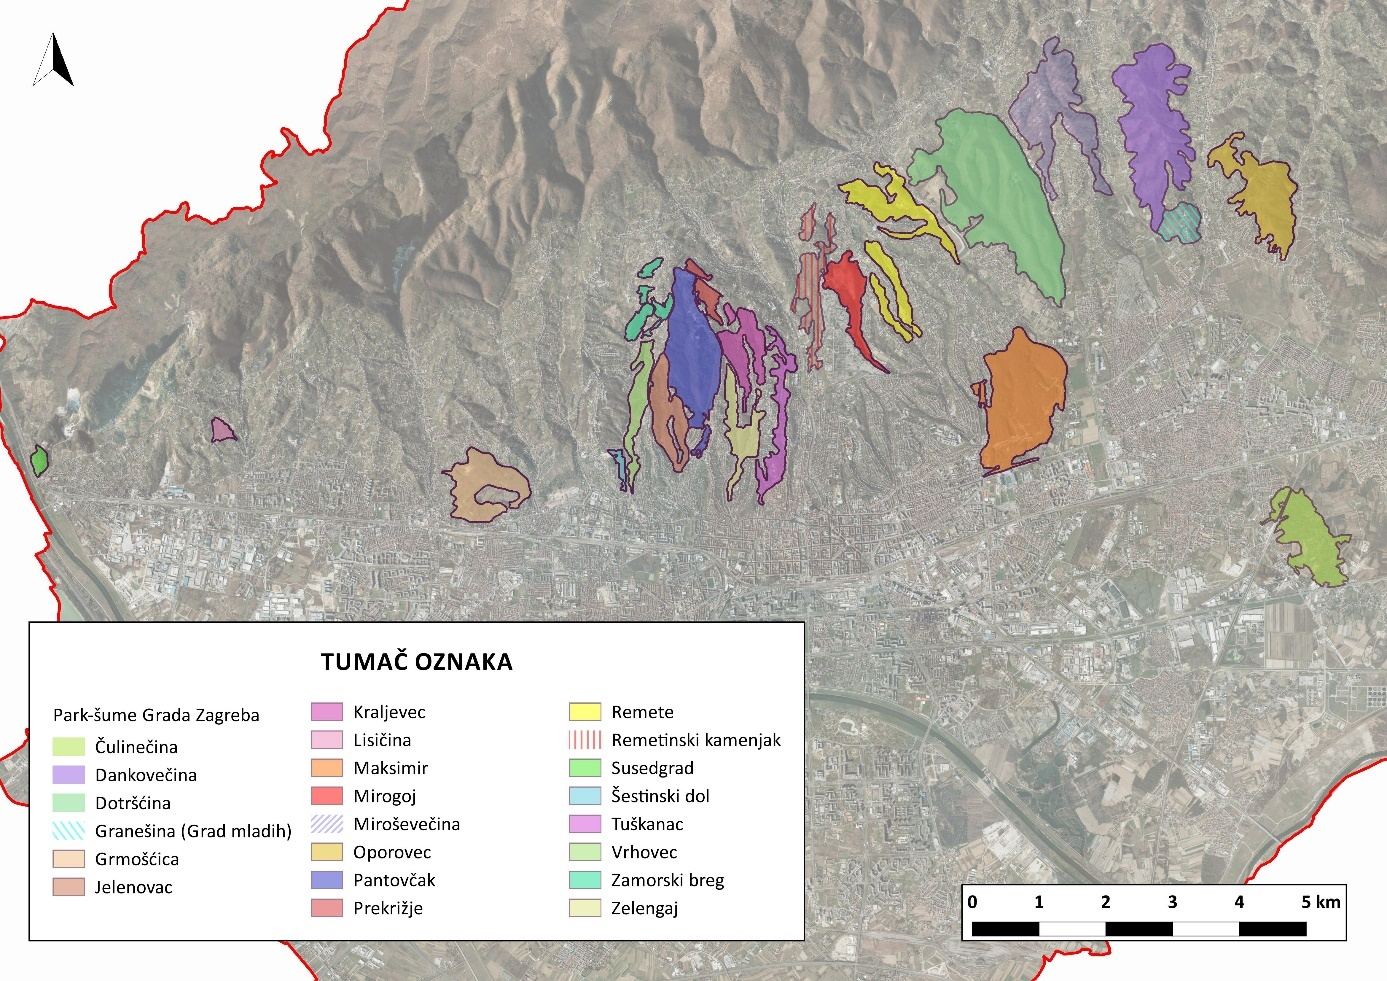 TUMAČ OZNAKA
Park-šume Grada Zagreba
Čulinečina
Dankovečina
Dotršćina
Granešina (Grad mladih)
Grmošćica
Jelenovac
Kraljevec
Lisičina
Maksimir
Mirogoj
Miroševečina
Oporovec
Pantovčak
Prekrižje
Remete
Remetinski kamenjak
Susedgrad
Šestinski dol
Tuškanac
Vrhovec
Zamorski breg
Zelengaj
0 1 2 3 4 5 km